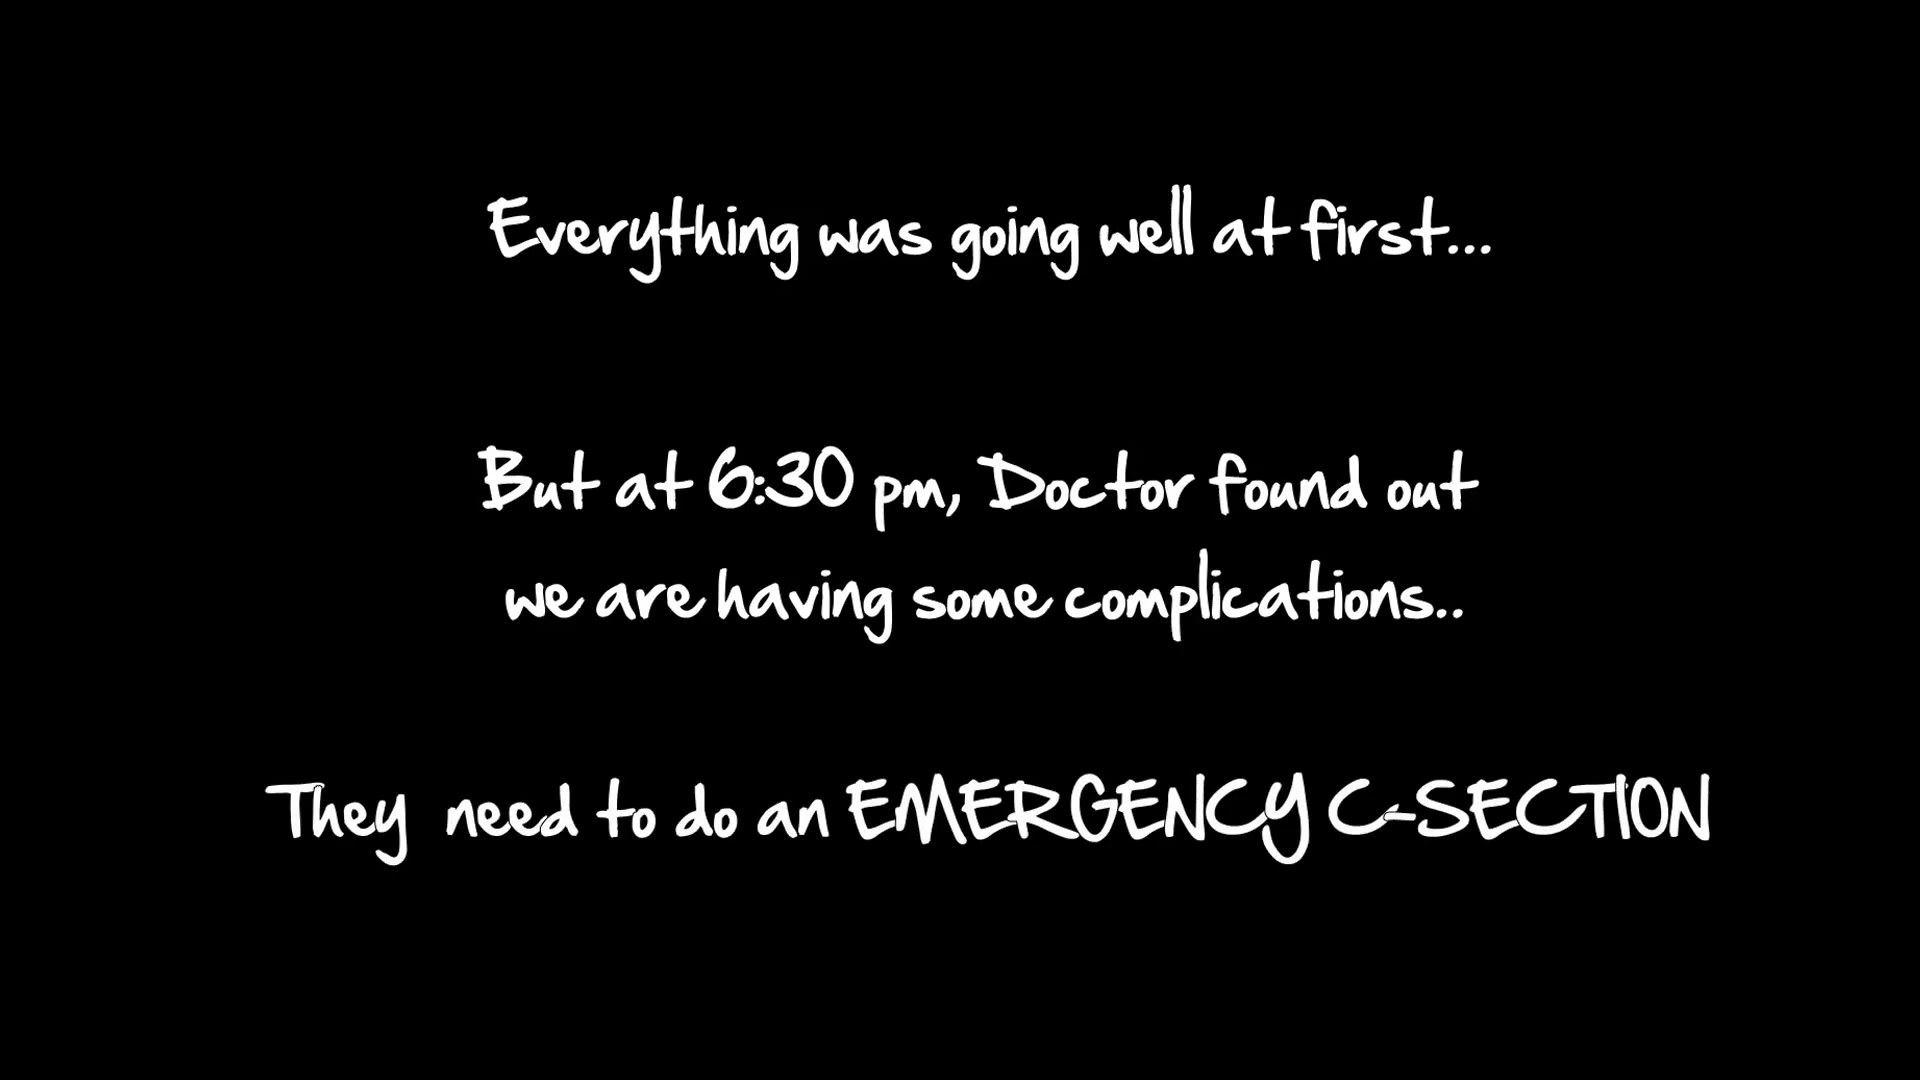 Everything was going well at first...
But at 6:30 pm, Doctor found out
we are having some complications..
They need to do an EMERGENCY C-SECTION